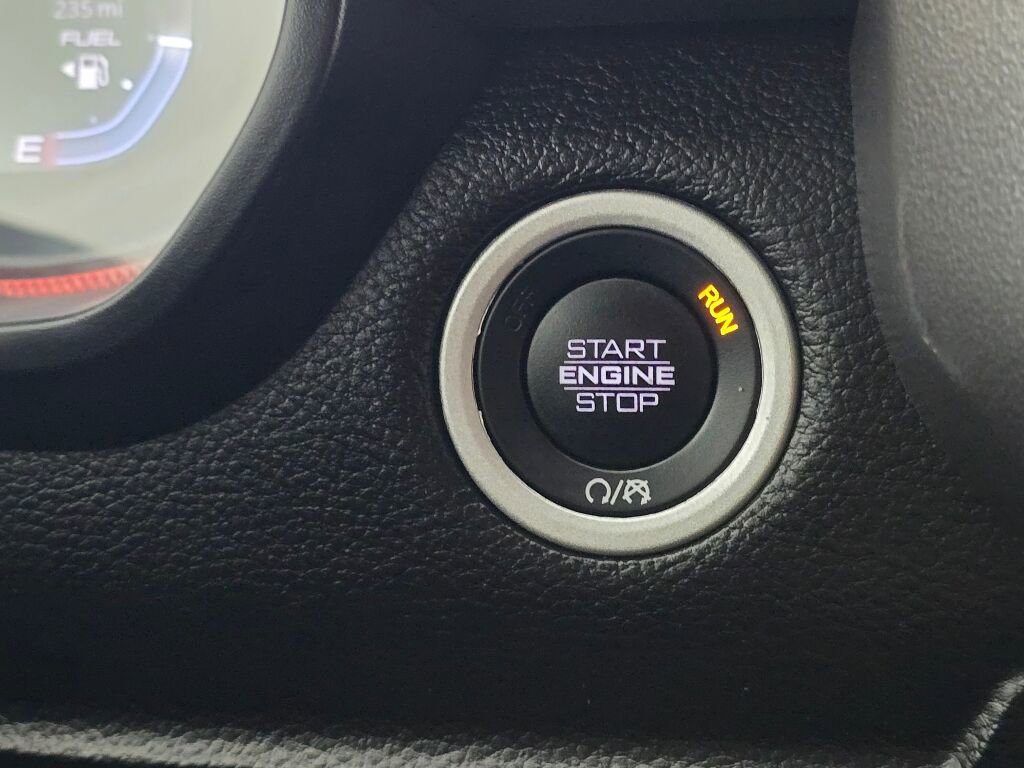 235 mi
FUEL
E
OFF
RUN
START
ENGINE
STOP